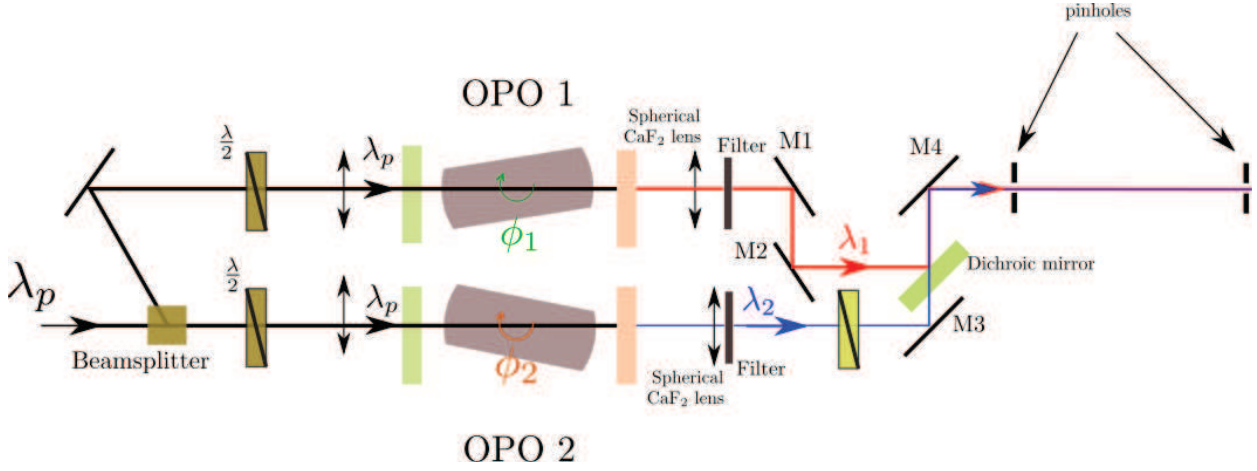 pinholes
OPO 1
λ/2
λp
Spherical
CaF2 lens
Filter
M1
M4
ϕ1
M2
λ1
Dichroic mirror
λp
λ/2
λp
λ2
M3
Beamsplitter
ϕ2
Spherical
CaF2 lens
Filter
OPO 2